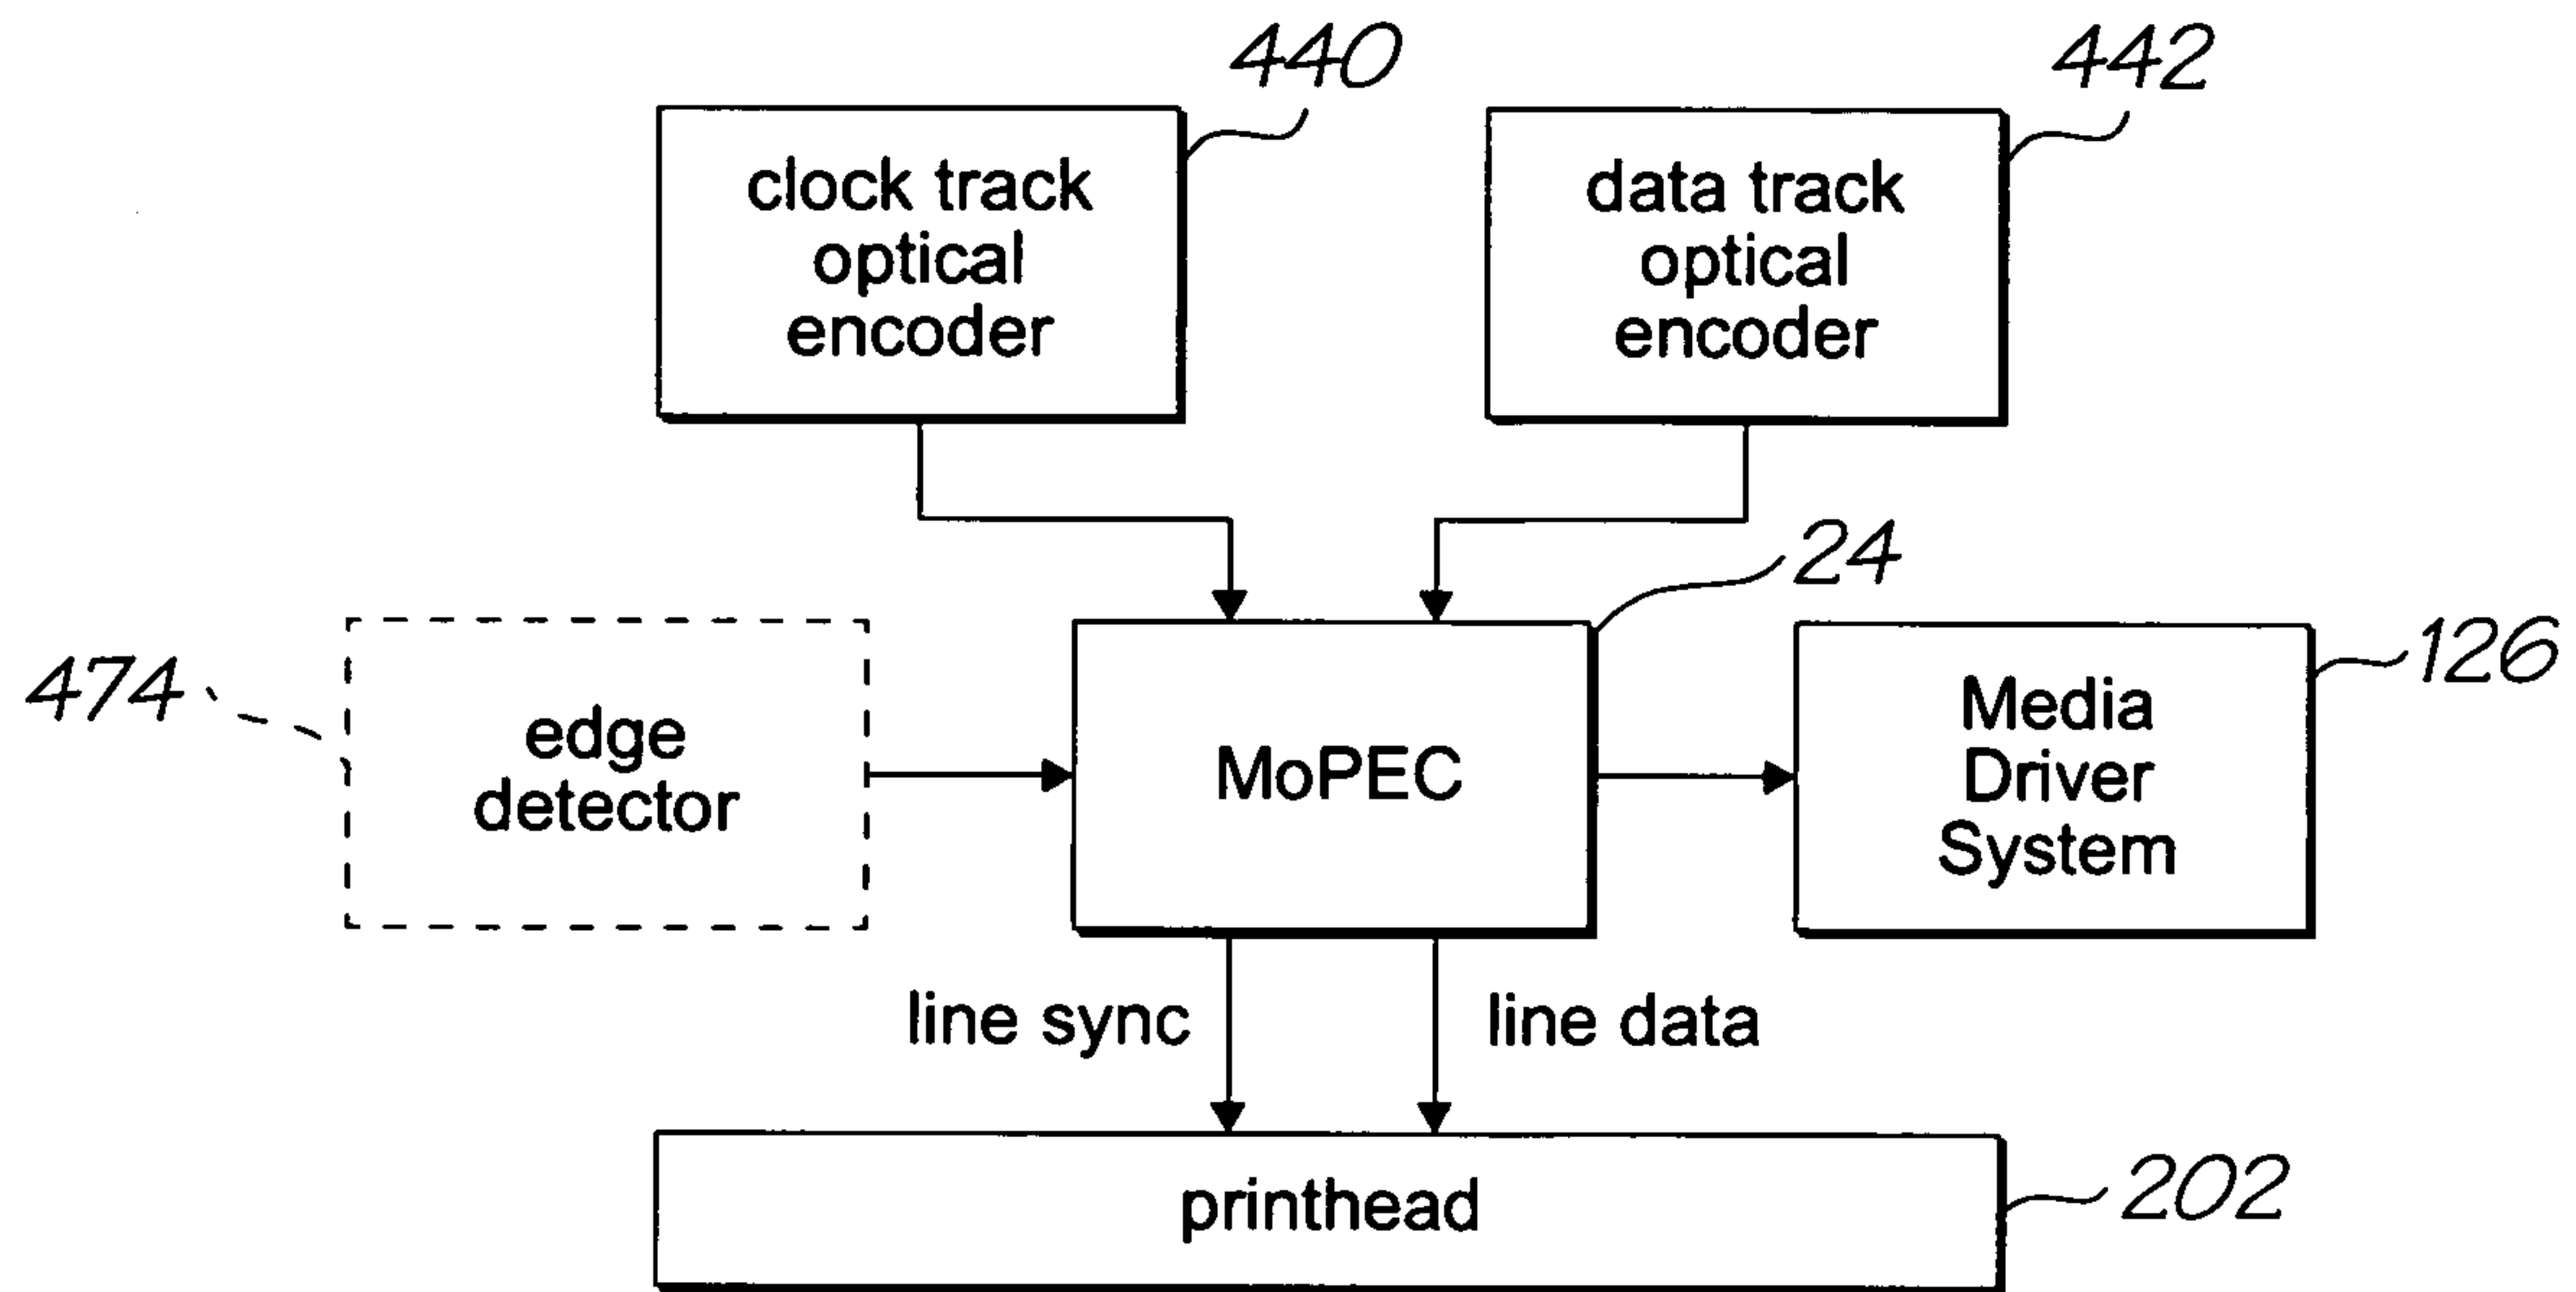 440
442
clock track
optical
encoder
data track
optical
encoder
24
474
edge
detector
MoPEC
126
Media
Driver
System
line sync
line data
printhead
202